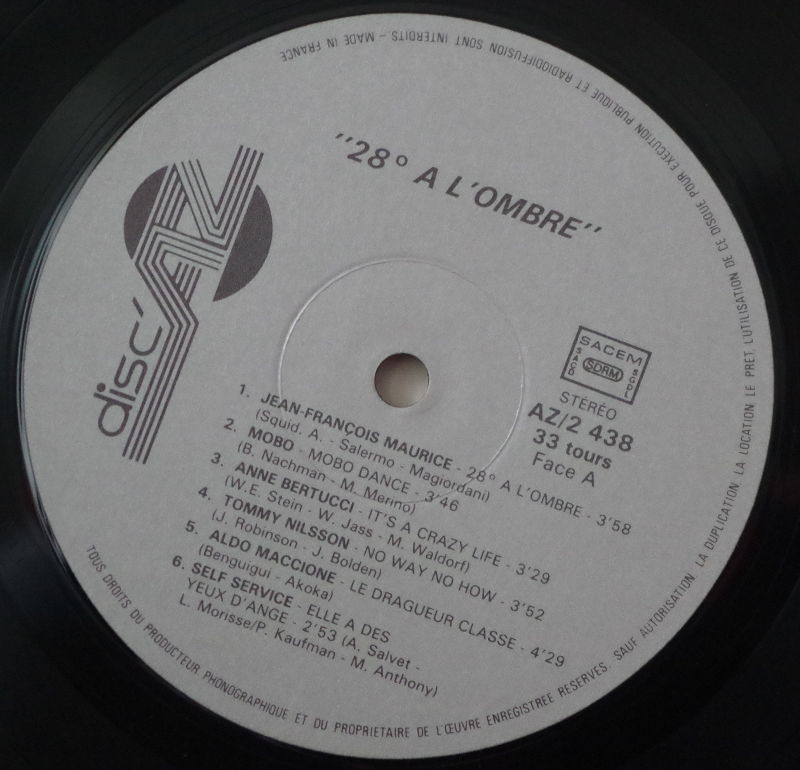 "28° A L'OMBRE"
disc'AZ
SACEM
SACD
SDRM
SGDL
STÉRÉO
AZ/2 438
33 tours
Face A
1. JEAN-FRANÇOIS MAURICE - 28° A L'OMBRE - 3'58
(Squid. A. - Salermo - Magiordani)
2. MOBO - MOBO DANCE - 3'46
(B. Nachman - M. Merino)
3. ANNE BERTUCCI - IT'S A CRAZY LIFE - 3'29
(W.E. Stein - W. Jass - M. Waldorf)
4. TOMMY NILSSON - NO WAY NO HOW - 3'52
(J. Robinson - J. Bolden)
5. ALDO MACCIONE - LE DRAGUEUR CLASSE - 4'29
(Benguigui - Akoka)
6. SELF SERVICE - ELLE A DES
YEUX D'ANGE - 2'53 (A. Salvet -
L. Morisse/P. Kaufman - M. Anthony)
TOUS DROITS DU PRODUCTEUR PHONOGRAPHIQUE ET DU PROPRIETAIRE DE L'ŒUVRE ENREGISTREE RESERVES. SAUF AUTORISATION, LA DUPLICATION, LA LOCATION LE PRET, L'UTILISATION DE CE DISQUE POUR EXECUTION PUBLIQUE ET RADIODIFFUSION SONT INTERDITS - MADE IN FRANCE